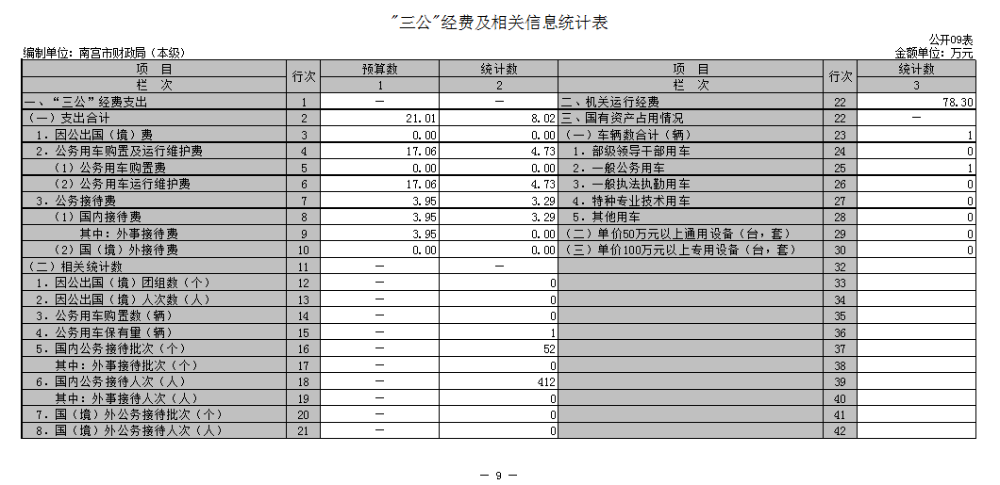 "三公"经费及相关信息统计表
公开09表
编制单位：南宫市财政局（本级） 金额单位：万元
项 目 行次 预算数 统计数 项 目 行次 统计数
栏 次 1 2 栏 次 3
一、“三公”经费支出 1 — — 二、机关运行经费 22 78.30
（一）支出合计 2 21.01 8.02 三、国有资产占用情况 22 —
1．因公出国（境）费 3 0.00 0.00 （一）车辆数合计（辆） 23 1
2．公务用车购置及运行维护费 4 17.06 4.73 1．部级领导干部用车 24 0
（1）公务用车购置费 5 0.00 0.00 2．一般公务用车 25 1
（2）公务用车运行维护费 6 17.06 4.73 3．一般执法执勤用车 26 0
3．公务接待费 7 3.95 3.29 4．特种专业技术用车 27 0
（1）国内接待费 8 3.95 3.29 5．其他用车 28 0
其中：外事接待费 9 3.95 0.00 （二）单价50万元以上通用设备（台，套） 29 0
（2）国（境）外接待费 10 0.00 0.00 （三）单价100万元以上专用设备（台，套） 30 0
（二）相关统计数 11 — — 32
1．因公出国（境）团组数（个） 12 — 0 33
2．因公出国（境）人次数（人） 13 — 0 34
3．公务用车购置数（辆） 14 — 0 35
4．公务用车保有量（辆） 15 — 1 36
5．国内公务接待批次（个） 16 — 52 37
其中：外事接待批次（个） 17 — 0 38
6．国内公务接待人次（人） 18 — 412 39
其中：外事接待人次（人） 19 — 0 40
7．国（境）外公务接待批次（个） 20 — 0 41
8．国（境）外公务接待人次（人） 21 — 0 42
— 9 —